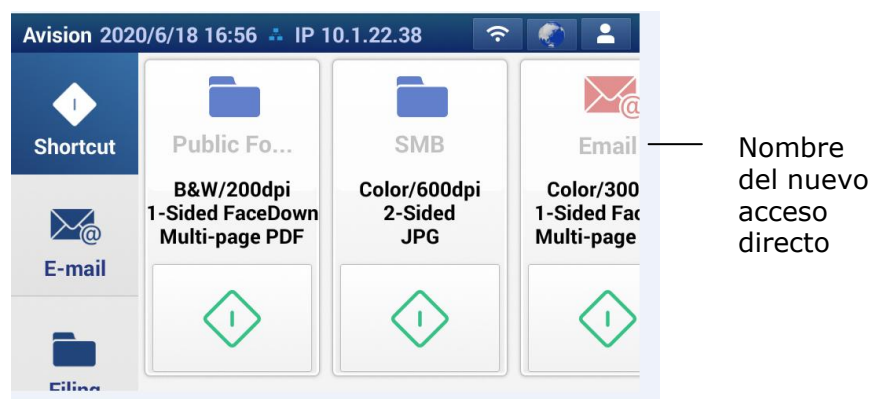 Avision 2020/6/18 16:56 IP 10.1.22.38
Shortcut
E-mail
Filing
Public Fo...
B&W/200dpi
1-Sided FaceDown
Multi-page PDF
SMB
Color/600dpi
2-Sided
JPG
Email
Color/300
1-Sided Fac
Multi-page
Nombre
del nuevo
acceso
directo